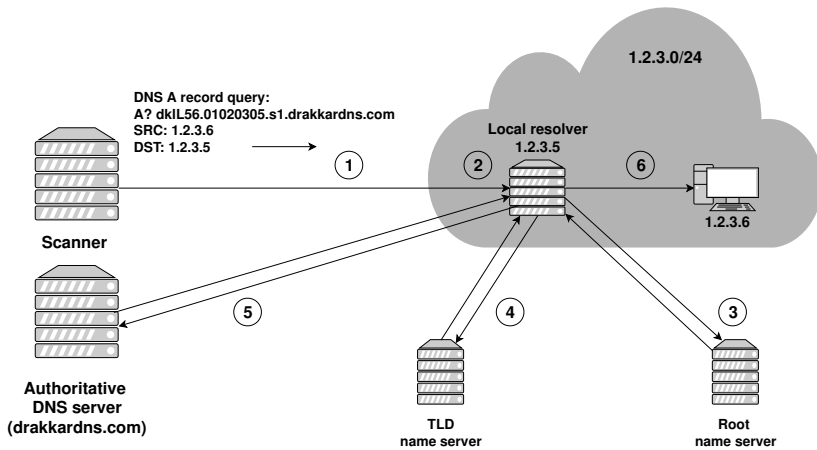 1.2.3.0/24
DNS A record query:
A? dklL56.01020305.s1.drakkardns.com
SRC: 1.2.3.6
DST: 1.2.3.5
1
2
Local resolver
1.2.3.5
6
1.2.3.6
Scanner
5
4
3
Authoritative
DNS server
(drakkardns.com)
TLD
name server
Root
name server